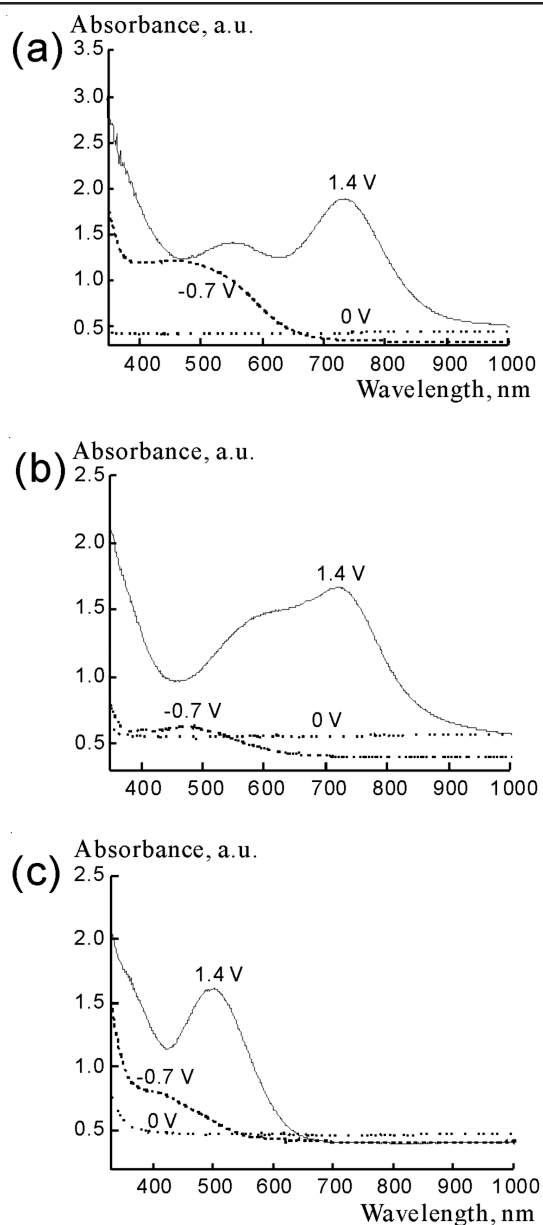 (a) Absorbance, a.u.
3.5
3.0
2.5
2.0
1.5
1.0
0.5
1.4 V
-0.7 V
0 V
400 500 600 700 800 900 1000
Wavelength, nm
(b) Absorbance, a.u.
2.5
2.0
1.5
1.0
0.5
1.4 V
-0.7 V
0 V
400 500 600 700 800 900 1000
(c) Absorbance, a.u.
2.5
2.0
1.5
1.0
0.5
1.4 V
-0.7 V
0 V
400 500 600 700 800 900 1000
Wavelength, nm